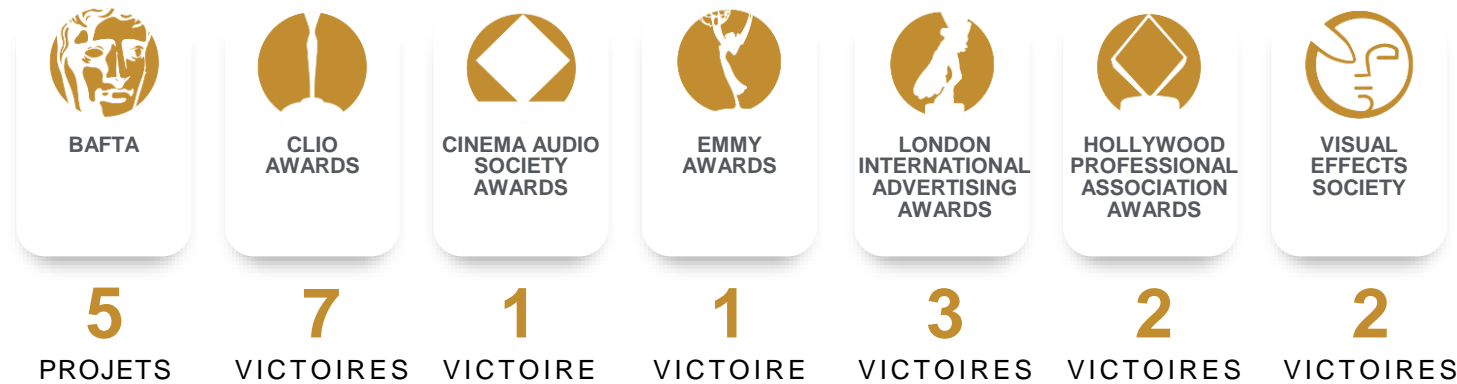 BAFTA
CLIO
AWARDS
CINEMA AUDIO
SOCIETY
AWARDS
EMMY
AWARDS
LONDON
INTERNATIONAL
ADVERTISING
AWARDS
HOLLYWOOD
PROFESSIONAL
ASSOCIATION
AWARDS
VISUAL
EFFECTS
SOCIETY
5
PROJETS
7
VICTOIRES
1
VICTOIRE
1
VICTOIRE
3
VICTOIRES
2
VICTOIRES
2
VICTOIRES